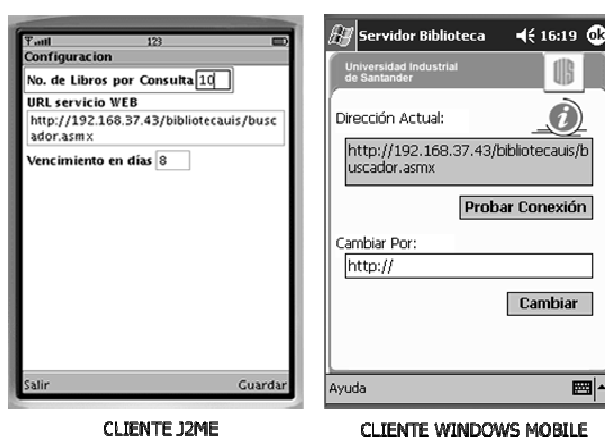 123
Configuracion
No. de Libros por Consulta 10
URL servicio WEB
http://192.168.37.43/bibliotecauis/busc
ador.asmx
Vencimiento en días 8
Salir
Guardar
CLIENTE J2ME
Servidor Biblioteca
16:19
ok
Universidad Industrial
de Santander
UIS
Dirección Actual:
i
http://192.168.37.43/bibliotecauis/b
uscador.asmx
Probar Conexión
Cambiar Por:
http://
Cambiar
Ayuda
CLIENTE WINDOWS MOBILE